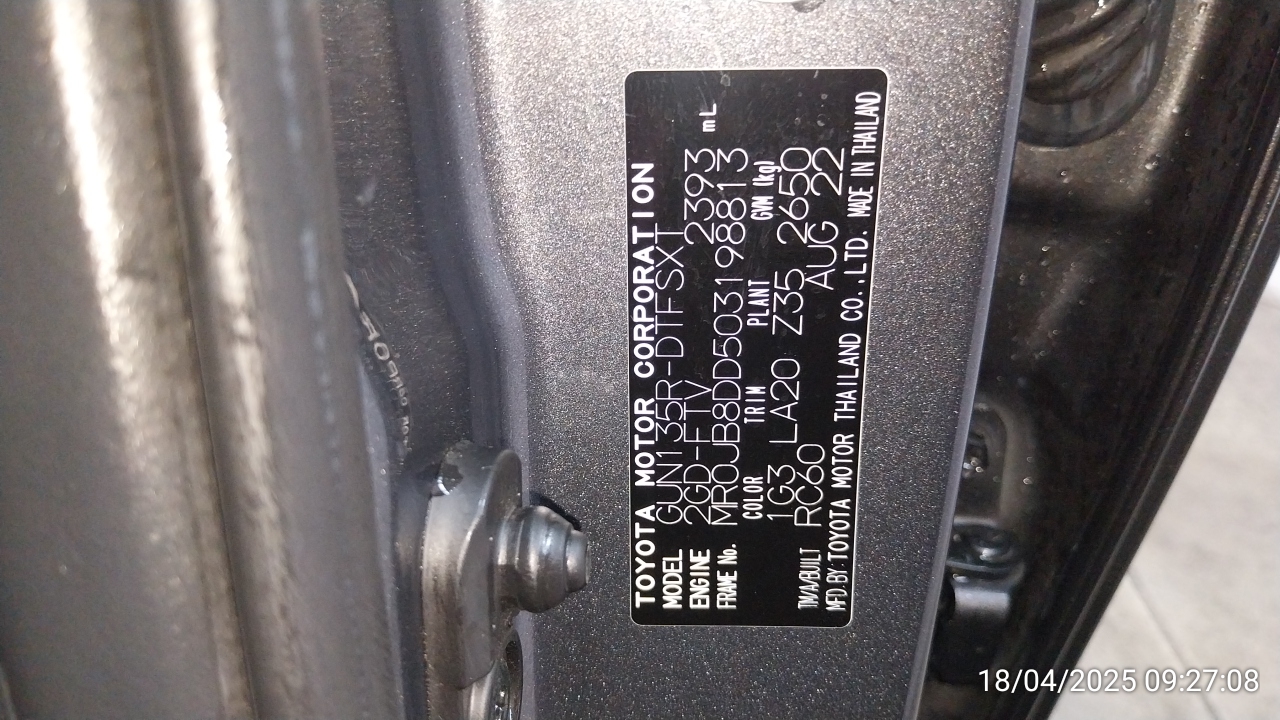 TOYOTA MOTOR CORPORATION
MODEL GUN135R-DTFSXT
ENGINE 2GD-FTV 2393 mL
FRAME No. MR0JB8DD503198813
COLOR TRIM PLANT GVM (kg)
1G3 LA20 Z35 2650
TM/A/BUILT RC60 AUG 22
MFD.BY:TOYOTA MOTOR THAILAND CO.,LTD. MADE IN THAILAND
18/04/2025 09:27:08